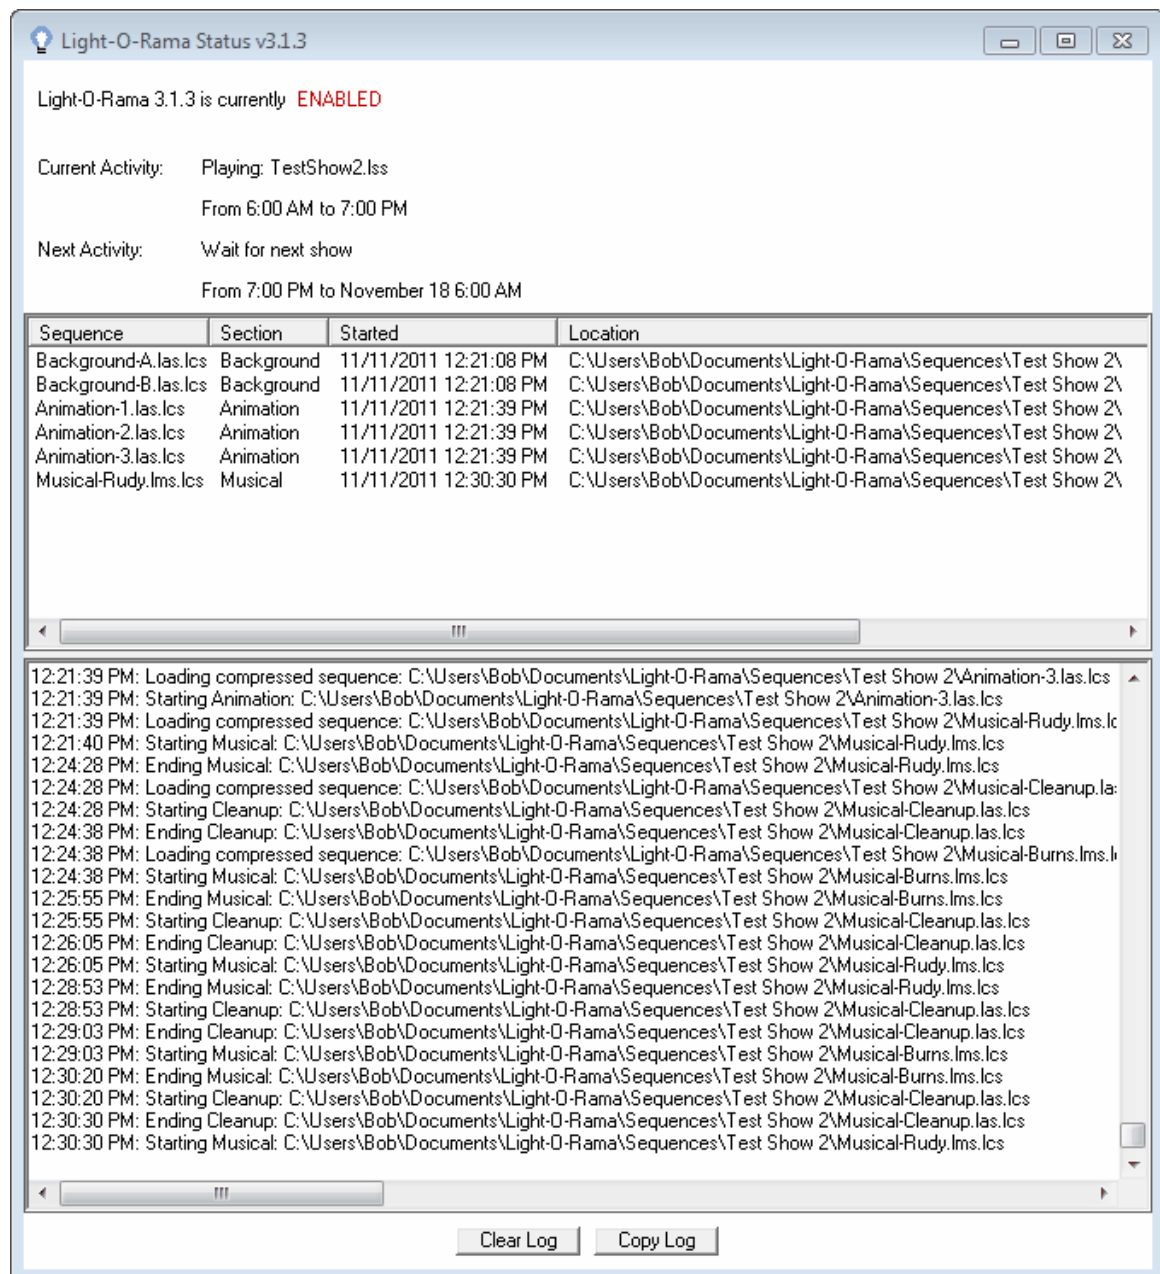 Light-O-Rama Status v3.1.3
Light-O-Rama 3.1.3 is currently ENABLED
Current Activity: Playing: TestShow2.lss
From 6:00 AM to 7:00 PM
Next Activity: Wait for next show
From 7:00 PM to November 18 6:00 AM
Sequence Section Started Location
Background-A.las.lcs Background 11/11/2011 12:21:08 PM C:\Users\Bob\Documents\Light-O-Rama\Sequences\Test Show 2\
Background-B.las.lcs Background 11/11/2011 12:21:08 PM C:\Users\Bob\Documents\Light-O-Rama\Sequences\Test Show 2\
Animation-1.las.lcs Animation 11/11/2011 12:21:39 PM C:\Users\Bob\Documents\Light-O-Rama\Sequences\Test Show 2\
Animation-2.las.lcs Animation 11/11/2011 12:21:39 PM C:\Users\Bob\Documents\Light-O-Rama\Sequences\Test Show 2\
Animation-3.las.lcs Animation 11/11/2011 12:21:39 PM C:\Users\Bob\Documents\Light-O-Rama\Sequences\Test Show 2\
Musical-Rudy.lms.lcs Musical 11/11/2011 12:30:30 PM C:\Users\Bob\Documents\Light-O-Rama\Sequences\Test Show 2\
12:21:39 PM: Loading compressed sequence: C:\Users\Bob\Documents\Light-O-Rama\Sequences\Test Show 2\Animation-3.las.lcs
12:21:39 PM: Starting Animation: C:\Users\Bob\Documents\Light-O-Rama\Sequences\Test Show 2\Animation-3.las.lcs
12:21:39 PM: Loading compressed sequence: C:\Users\Bob\Documents\Light-O-Rama\Sequences\Test Show 2\Musical-Rudy.lms.lc
12:21:40 PM: Starting Musical: C:\Users\Bob\Documents\Light-O-Rama\Sequences\Test Show 2\Musical-Rudy.lms.lcs
12:24:28 PM: Ending Musical: C:\Users\Bob\Documents\Light-O-Rama\Sequences\Test Show 2\Musical-Rudy.lms.lcs
12:24:28 PM: Loading compressed sequence: C:\Users\Bob\Documents\Light-O-Rama\Sequences\Test Show 2\Musical-Cleanup.la
12:24:28 PM: Starting Cleanup: C:\Users\Bob\Documents\Light-O-Rama\Sequences\Test Show 2\Musical-Cleanup.las.lcs
12:24:38 PM: Ending Cleanup: C:\Users\Bob\Documents\Light-O-Rama\Sequences\Test Show 2\Musical-Cleanup.las.lcs
12:24:38 PM: Loading compressed sequence: C:\Users\Bob\Documents\Light-O-Rama\Sequences\Test Show 2\Musical-Burns.lms.l
12:24:38 PM: Starting Musical: C:\Users\Bob\Documents\Light-O-Rama\Sequences\Test Show 2\Musical-Burns.lms.lcs
12:25:55 PM: Ending Musical: C:\Users\Bob\Documents\Light-O-Rama\Sequences\Test Show 2\Musical-Burns.lms.lcs
12:25:55 PM: Starting Cleanup: C:\Users\Bob\Documents\Light-O-Rama\Sequences\Test Show 2\Musical-Cleanup.las.lcs
12:26:05 PM: Ending Cleanup: C:\Users\Bob\Documents\Light-O-Rama\Sequences\Test Show 2\Musical-Cleanup.las.lcs
12:26:05 PM: Starting Musical: C:\Users\Bob\Documents\Light-O-Rama\Sequences\Test Show 2\Musical-Rudy.lms.lcs
12:28:53 PM: Ending Musical: C:\Users\Bob\Documents\Light-O-Rama\Sequences\Test Show 2\Musical-Rudy.lms.lcs
12:28:53 PM: Starting Cleanup: C:\Users\Bob\Documents\Light-O-Rama\Sequences\Test Show 2\Musical-Cleanup.las.lcs
12:29:03 PM: Ending Cleanup: C:\Users\Bob\Documents\Light-O-Rama\Sequences\Test Show 2\Musical-Cleanup.las.lcs
12:29:03 PM: Starting Musical: C:\Users\Bob\Documents\Light-O-Rama\Sequences\Test Show 2\Musical-Burns.lms.lcs
12:30:20 PM: Ending Musical: C:\Users\Bob\Documents\Light-O-Rama\Sequences\Test Show 2\Musical-Burns.lms.lcs
12:30:20 PM: Starting Cleanup: C:\Users\Bob\Documents\Light-O-Rama\Sequences\Test Show 2\Musical-Cleanup.las.lcs
12:30:30 PM: Ending Cleanup: C:\Users\Bob\Documents\Light-O-Rama\Sequences\Test Show 2\Musical-Cleanup.las.lcs
12:30:30 PM: Starting Musical: C:\Users\Bob\Documents\Light-O-Rama\Sequences\Test Show 2\Musical-Rudy.lms.lcs
Clear Log Copy Log